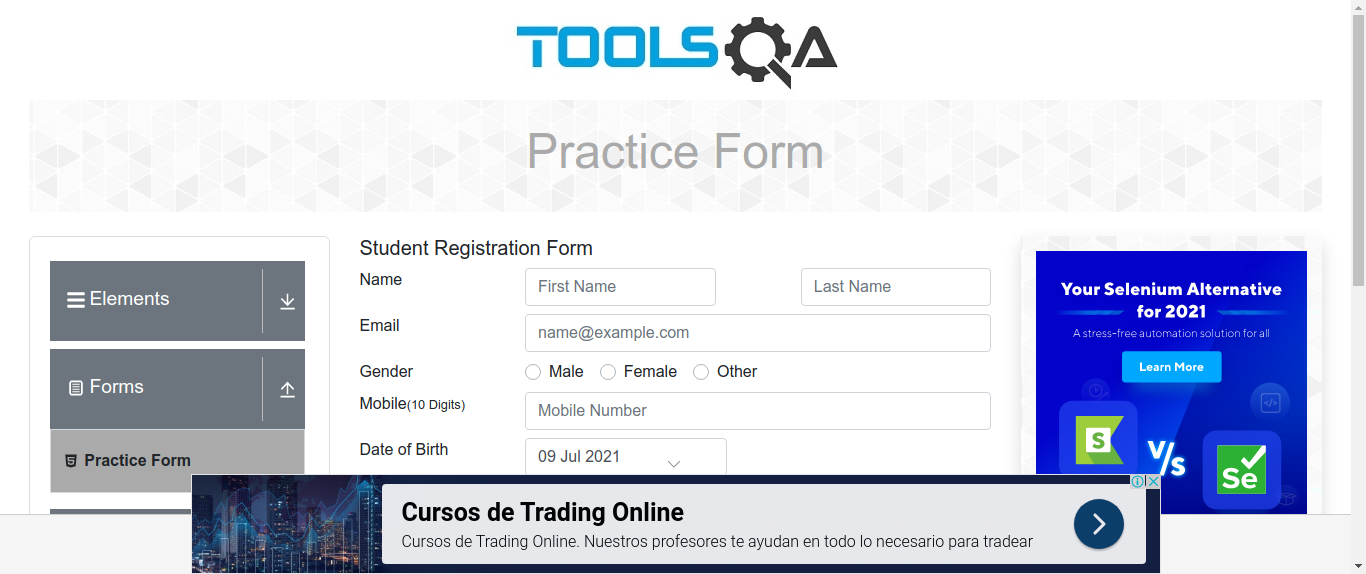 TOOLSQA
Practice Form
Elements
Forms
Practice Form
Student Registration Form
Name
First Name
Last Name
Email
name@example.com
Gender
Male
Female
Other
Mobile(10 Digits)
Mobile Number
Date of Birth
09 Jul 2021
Your Selenium Alternative
for 2021
A stress-free automation solution for all
Learn More
S
V/s
Se
Cursos de Trading Online
Cursos de Trading Online. Nuestros profesores te ayudan en todo lo necesario para tradear